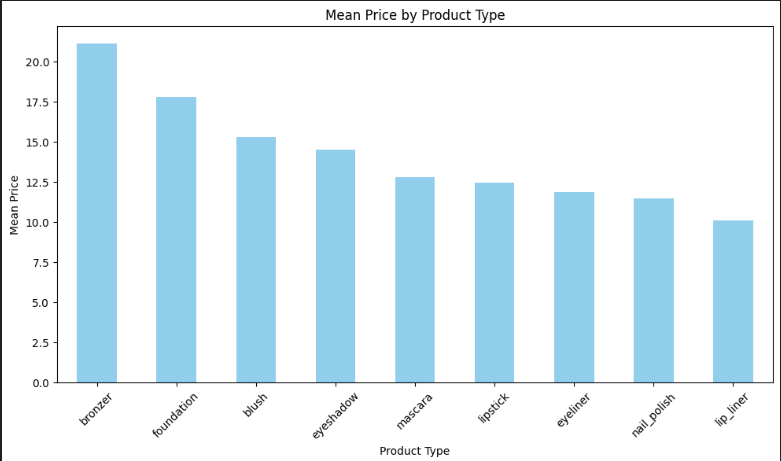 Mean Price by Product Type
Mean Price
20.0
17.5
15.0
12.5
10.0
7.5
5.0
2.5
0.0
bronzer
foundation
blush
eyeshadow
mascara
lipstick
eyeliner
nail_polish
lip_liner
Product Type